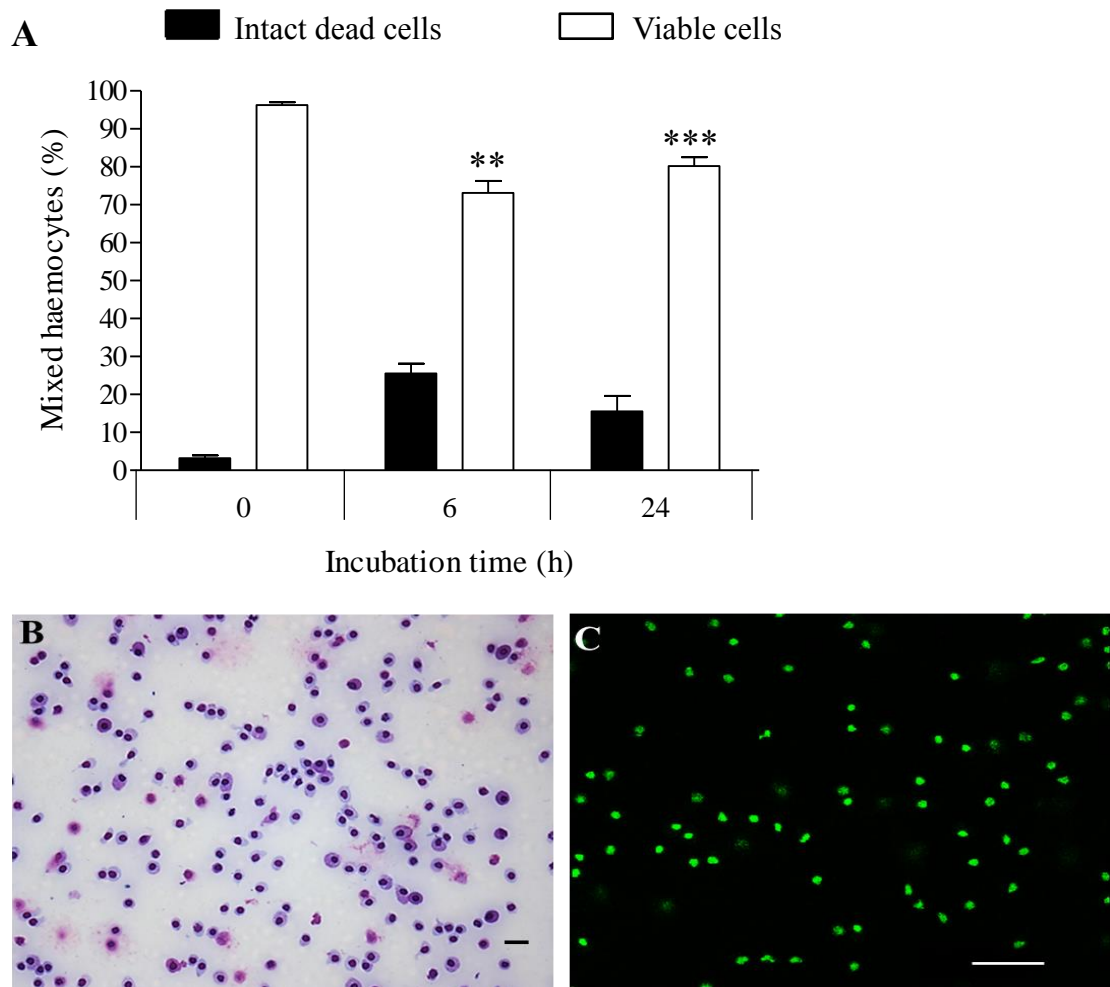 A
Intact dead cells
Viable cells
Mixed haemocytes (%)
100
90
80
70
60
50
40
30
20
10
0
**
***
0
6
24
Incubation time (h)
B
C